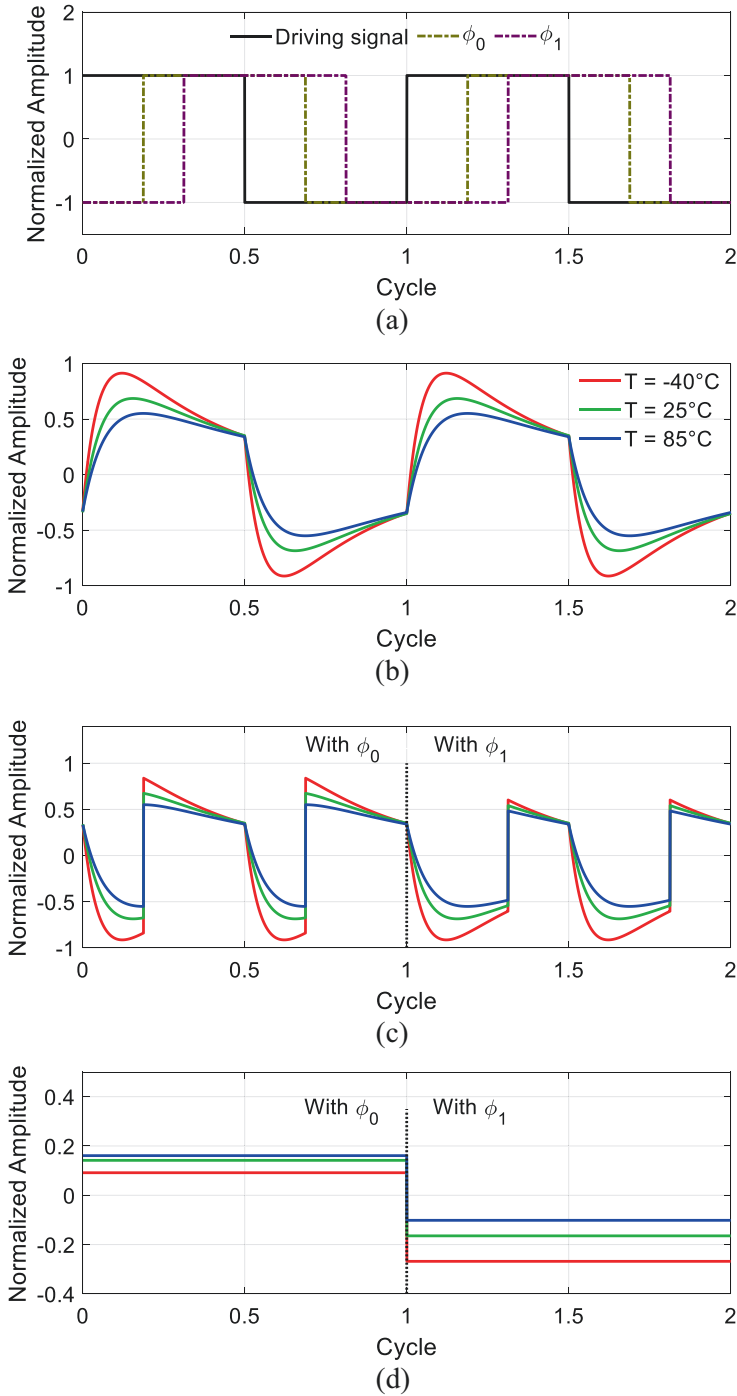 2
Driving signal ϕ0 ϕ1
1
0
-1
Normalized Amplitude
0 0.5 1 1.5 2
Cycle
(a)
1
T = -40°C
0.5
T = 25°C
T = 85°C
0
-0.5
-1
Normalized Amplitude
0 0.5 1 1.5 2
Cycle
(b)
With ϕ0 With ϕ1
1
0.5
0
-0.5
-1
Normalized Amplitude
0 0.5 1 1.5 2
Cycle
(c)
With ϕ0 With ϕ1
0.4
0.2
0
-0.2
-0.4
Normalized Amplitude
0 0.5 1 1.5 2
Cycle
(d)